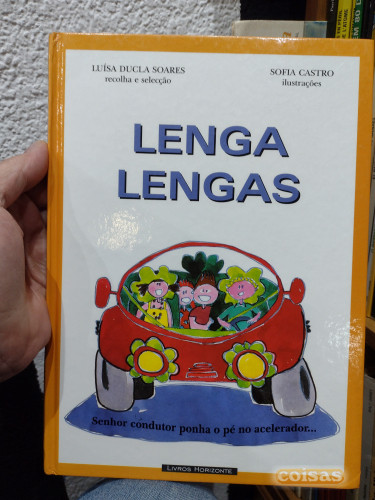 LUÍSA DUCLA SOARES
recolha e selecção
SOFIA CASTRO
ilustrações
LENGA
LENGAS
Senhor condutor ponha o pé no acelerador...
LIVROS HORIZONTE
coisas